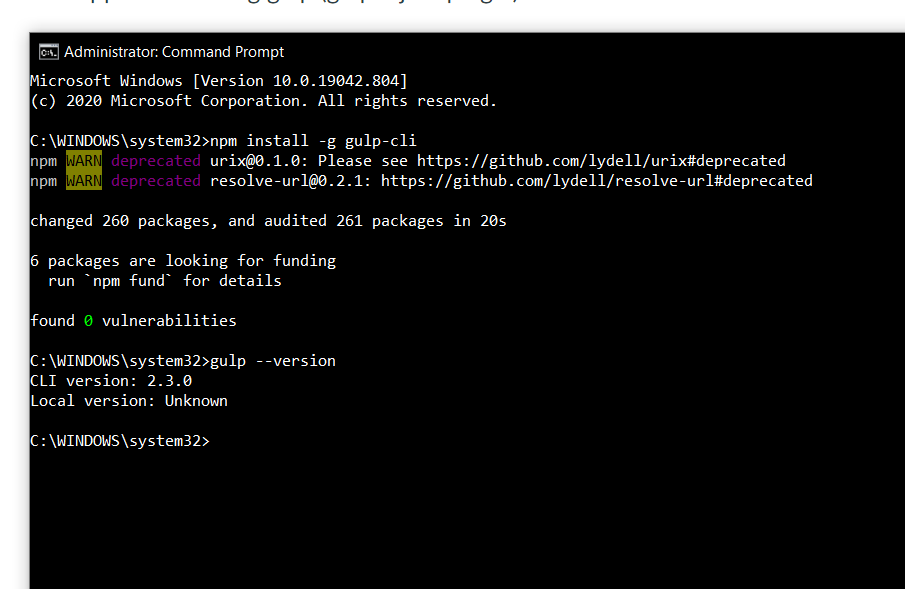 Administrator: Command Prompt
Microsoft Windows [Version 10.0.19042.804]
(c) 2020 Microsoft Corporation. All rights reserved.
C:\WINDOWS\system32>npm install -g gulp-cli
npm WARN deprecated urix@0.1.0: Please see https://github.com/lydell/urix#deprecated
npm WARN deprecated resolve-url@0.2.1: https://github.com/lydell/resolve-url#deprecated
changed 260 packages, and audited 261 packages in 20s
6 packages are looking for funding
  run `npm fund` for details
found 0 vulnerabilities
C:\WINDOWS\system32>gulp --version
CLI version: 2.3.0
Local version: Unknown
C:\WINDOWS\system32>